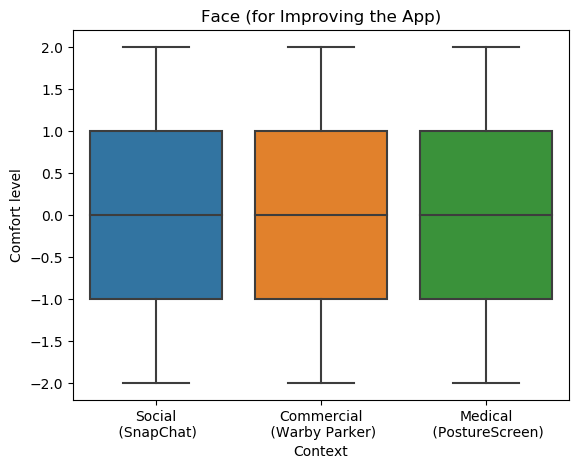 Face (for Improving the App)
Comfort level
2.0
1.5
1.0
0.5
0.0
−0.5
−1.0
−1.5
−2.0
Social
(SnapChat)
Commercial
(Warby Parker)
Medical
(PostureScreen)
Context